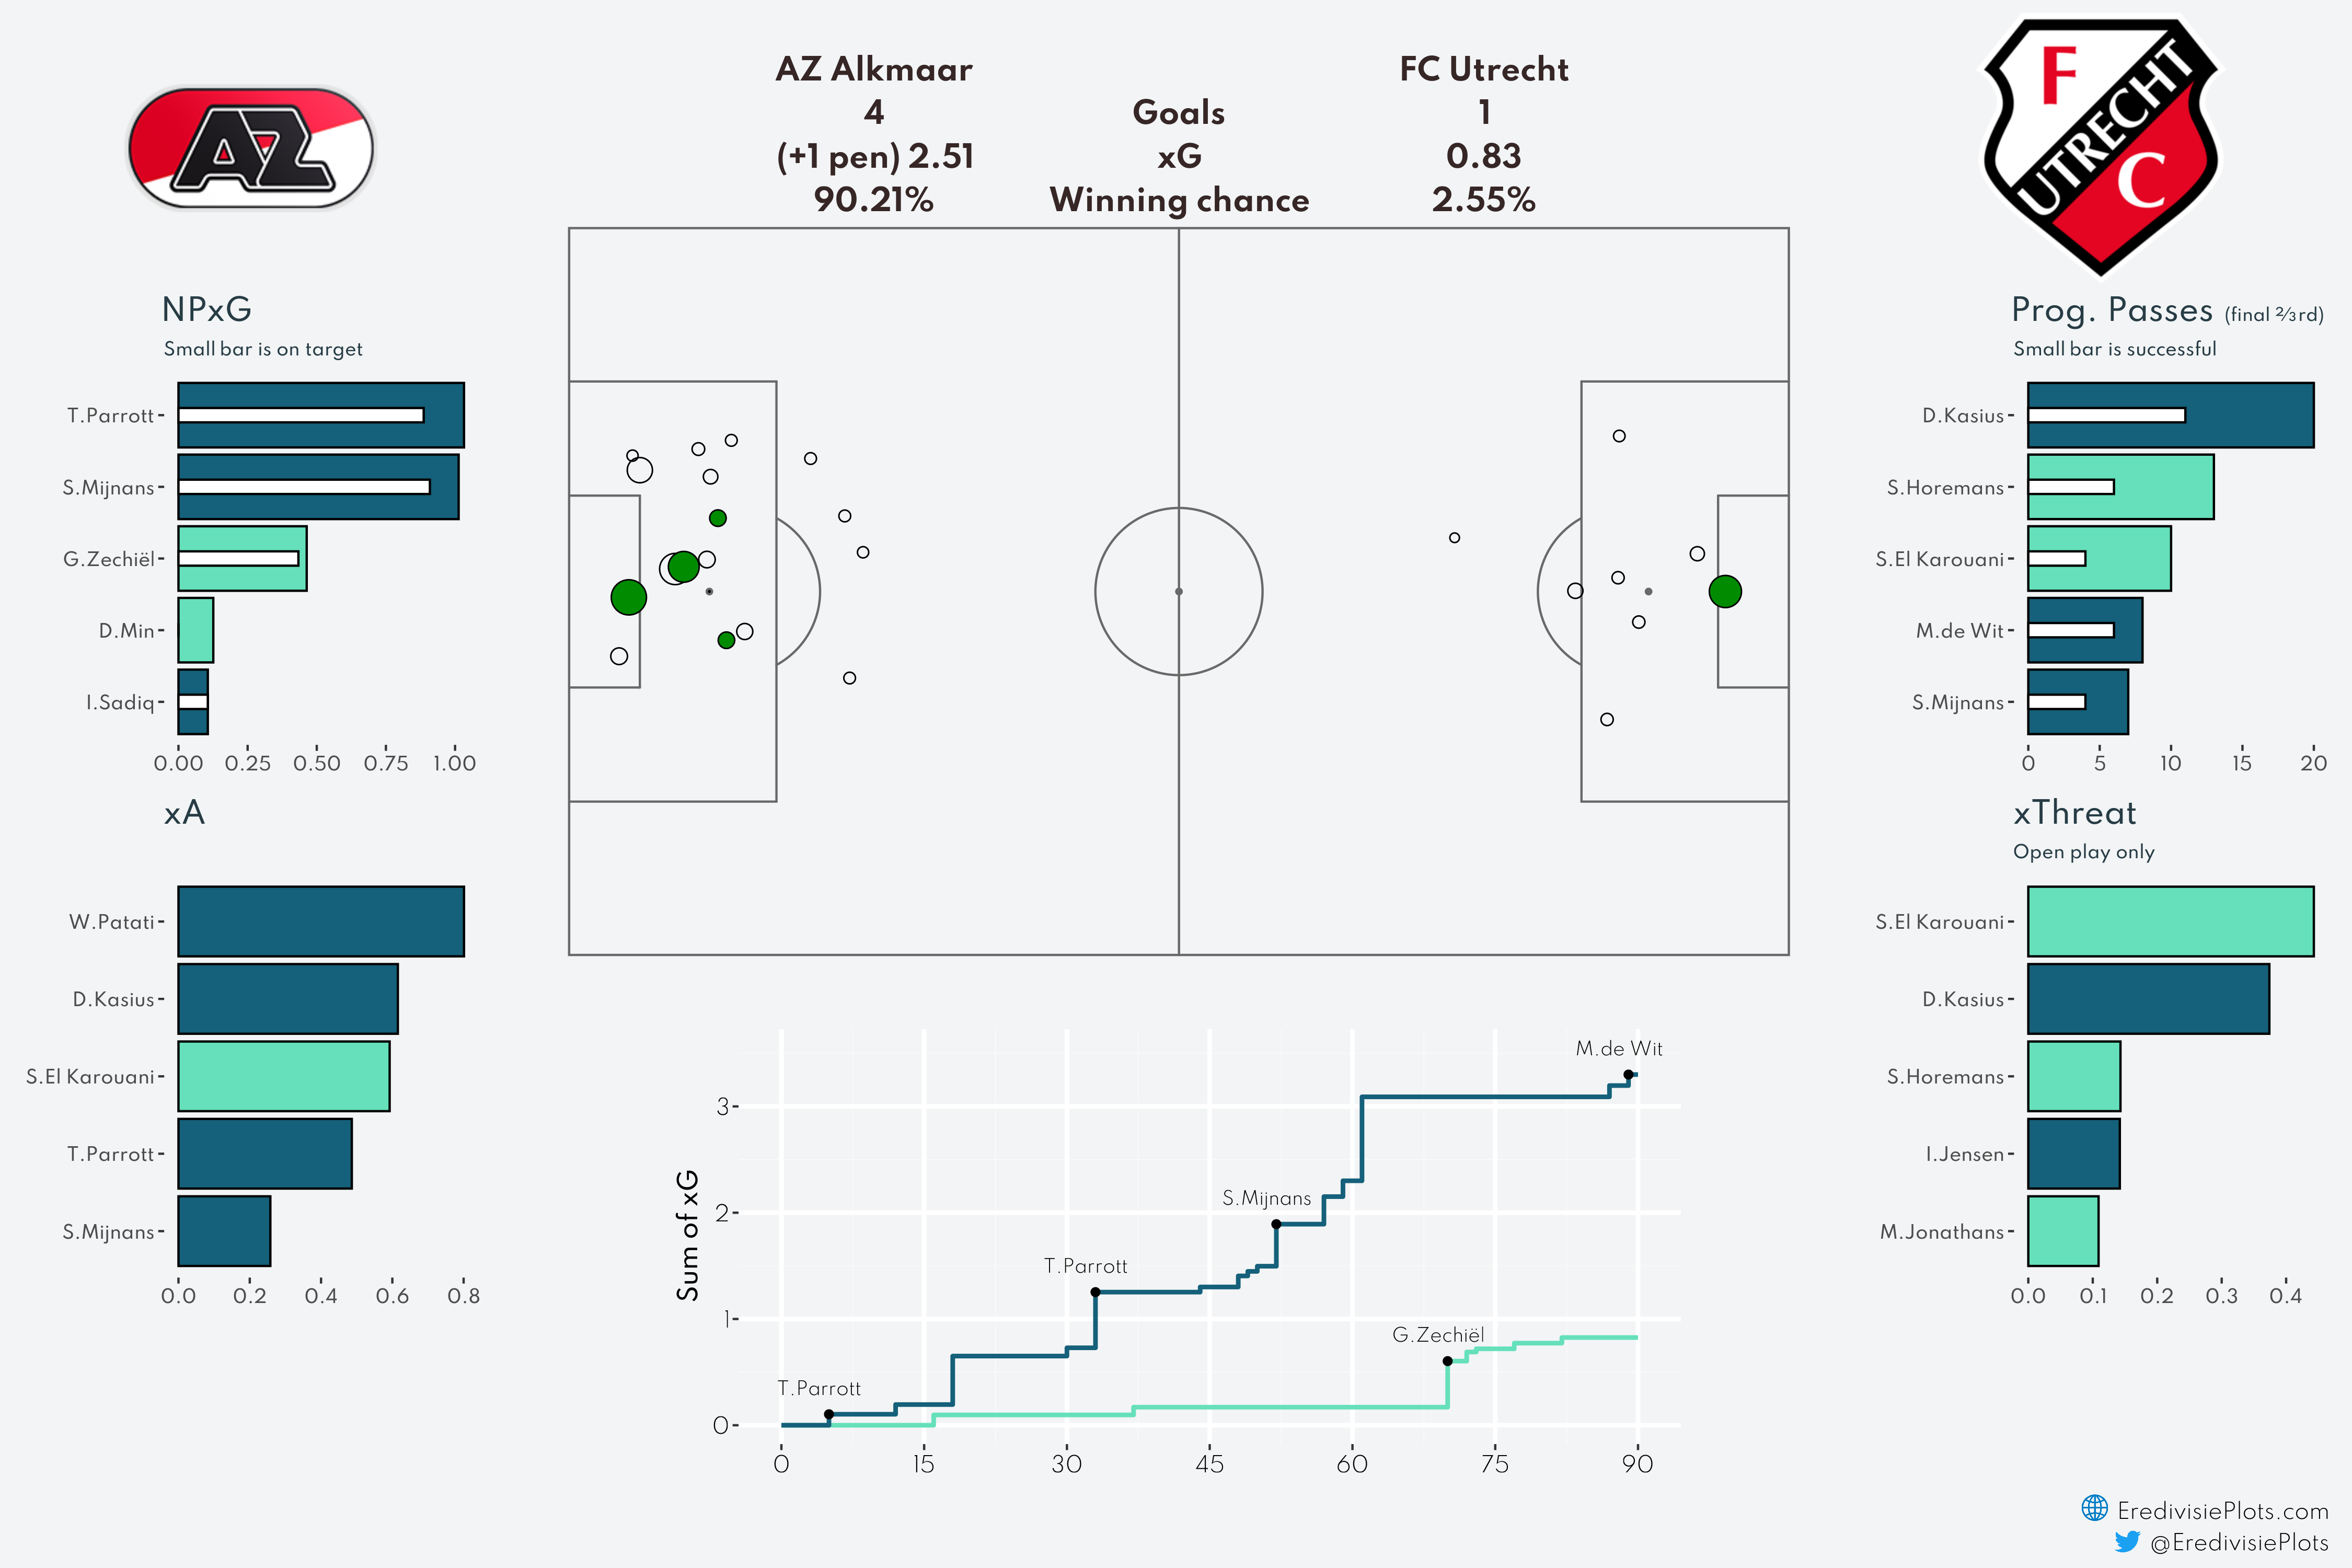 AZ Alkmaar FC Utrecht
4 Goals 1
(+1 pen) 2.51 xG 0.83
90.21% Winning chance 2.55%
AZ
F
UTRECHT
C
NPxG
Small bar is on target
T.Parrott
S.Mijnans
G.Zechiël
D.Min
I.Sadiq
0.00 0.25 0.50 0.75 1.00
xA
W.Patati
D.Kasius
S.El Karouani
T.Parrott
S.Mijnans
0.0 0.2 0.4 0.6 0.8
Prog. Passes (final ⅔rd)
Small bar is successful
D.Kasius
S.Horemans
S.El Karouani
M.de Wit
S.Mijnans
0 5 10 15 20
xThreat
Open play only
S.El Karouani
D.Kasius
S.Horemans
I.Jensen
M.Jonathans
0.0 0.1 0.2 0.3 0.4
Sum of xG
3
2
1
0
M.de Wit
S.Mijnans
T.Parrott
G.Zechiël
T.Parrott
0 15 30 45 60 75 90
EredivisiePlots.com
@EredivisiePlots